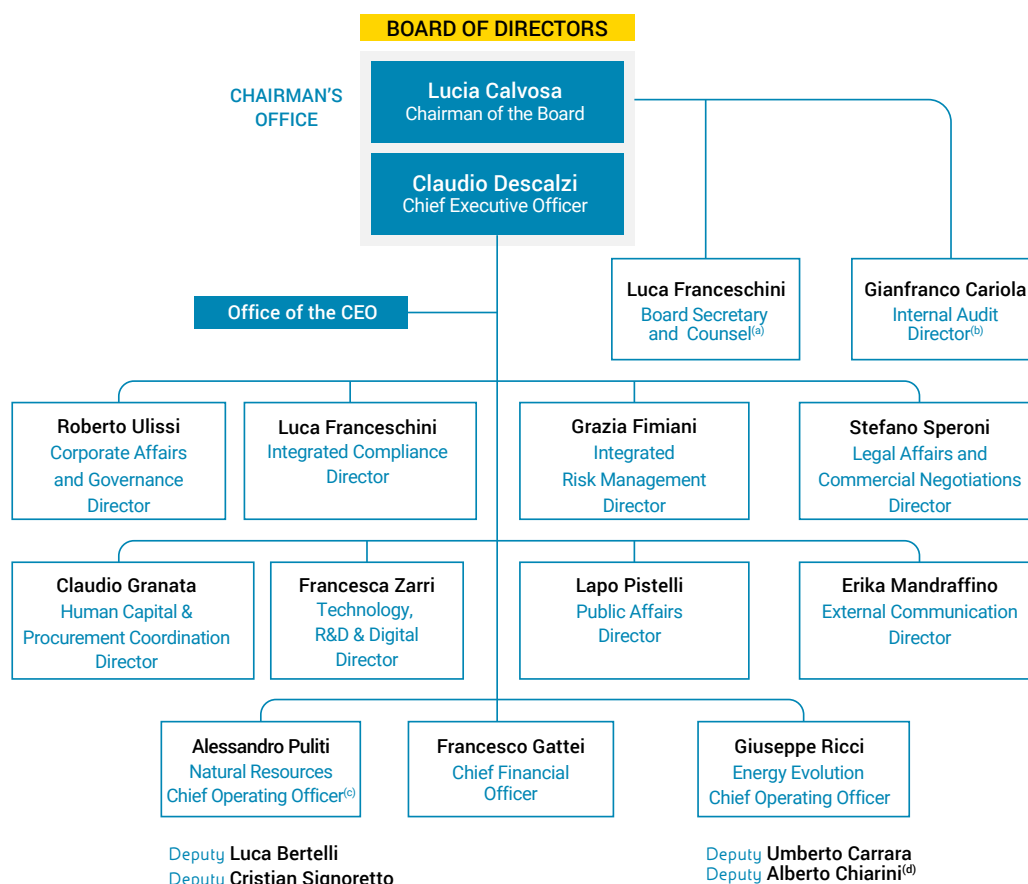 BOARD OF DIRECTORS
CHAIRMAN'S
OFFICE
Lucia Calvosa
Chairman of the Board
Claudio Descalzi
Chief Executive Officer
Office of the CEO
Luca Franceschini
Board Secretary
and Counsel(a)
Gianfranco Cariola
Internal Audit
Director(b)
Roberto Ulissi
Corporate Affairs
and Governance
Director
Luca Franceschini
Integrated Compliance
Director
Grazia Fimiani
Integrated
Risk Management
Director
Stefano Speroni
Legal Affairs and
Commercial Negotiations
Director
Claudio Granata
Human Capital &
Procurement Coordination
Director
Francesca Zarri
Technology,
R&D & Digital
Director
Lapo Pistelli
Public Affairs
Director
Erika Mandraffino
External Communication
Director
Alessandro Puliti
Natural Resources
Chief Operating Officer(c)
Francesco Gattei
Chief Financial
Officer
Giuseppe Ricci
Energy Evolution
Chief Operating Officer
Deputy Luca Bertelli
Deputy Cristian Signoretto
Deputy Umberto Carrara
Deputy Alberto Chiarini(d)